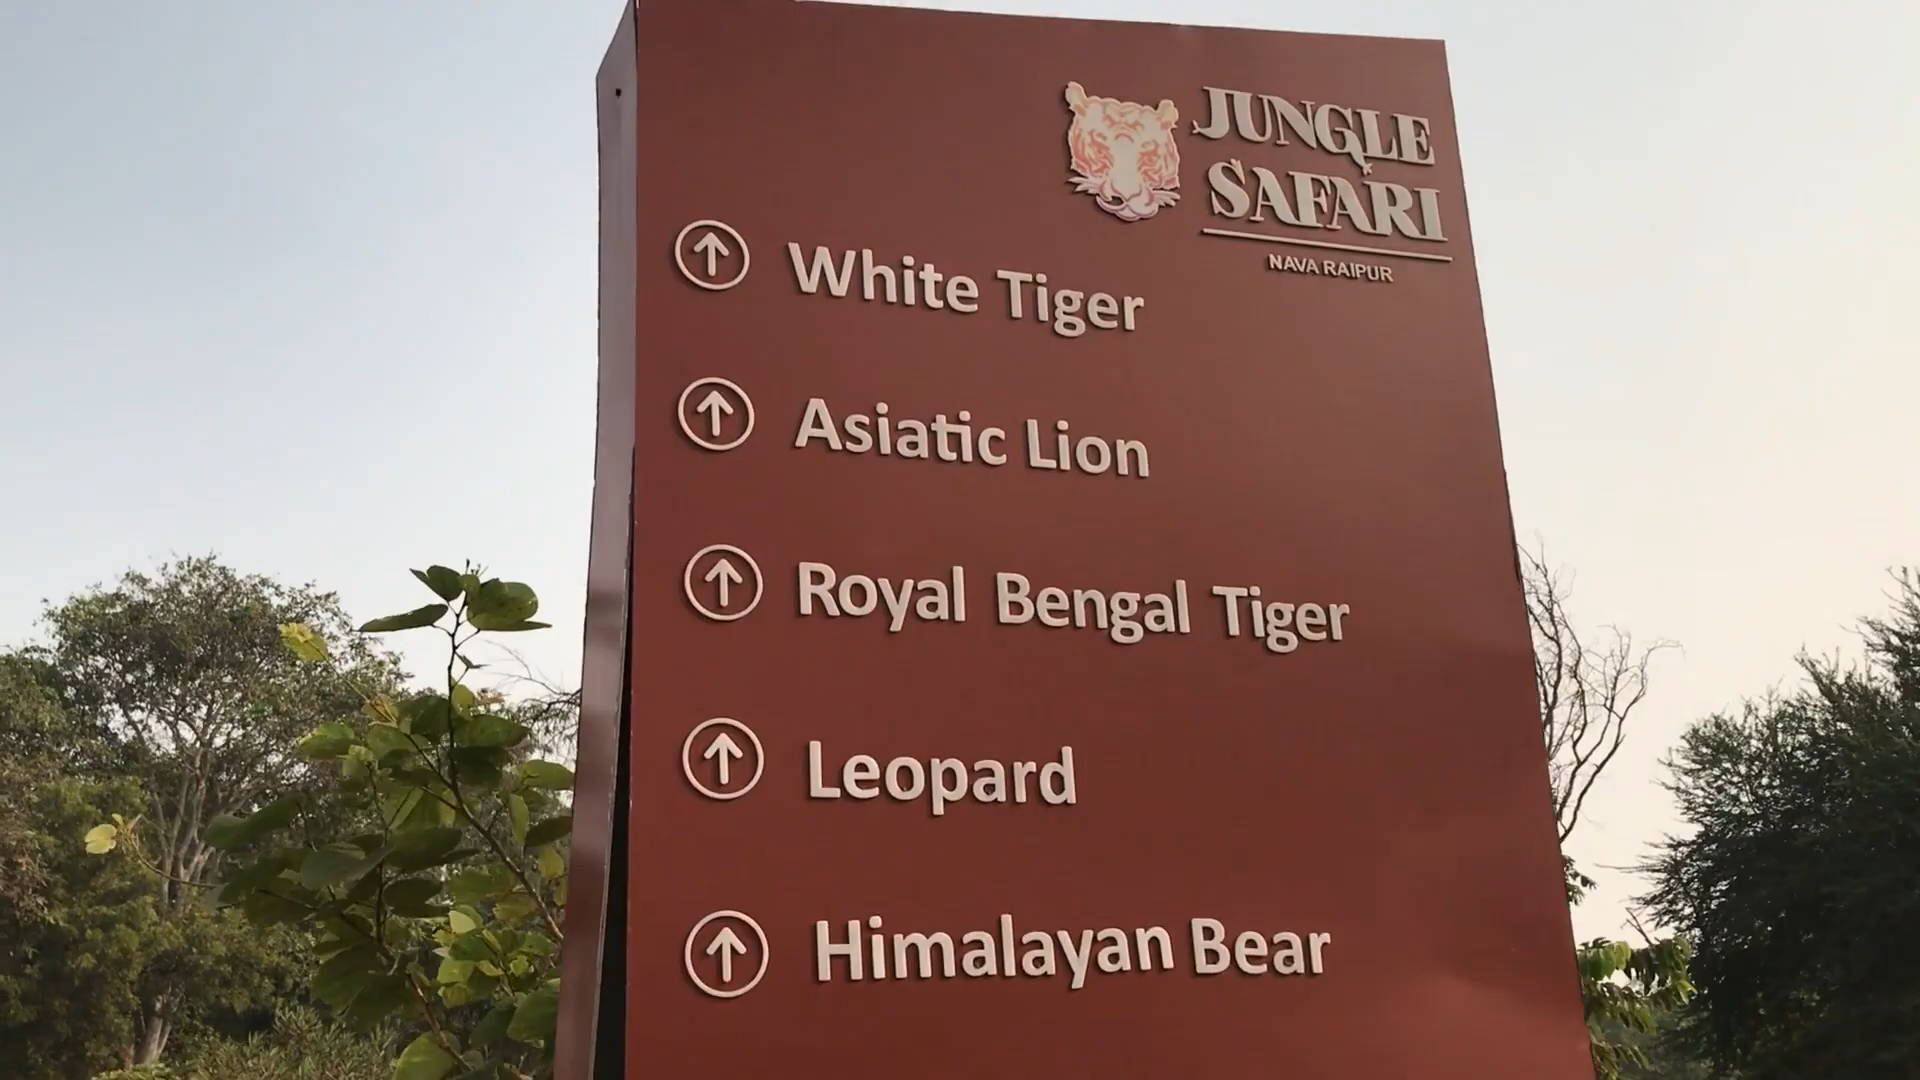 JUNGLE
SAFARI
NAVA RAIPUR
White Tiger
Asiatic Lion
Royal Bengal Tiger
Leopard
Himalayan Bear